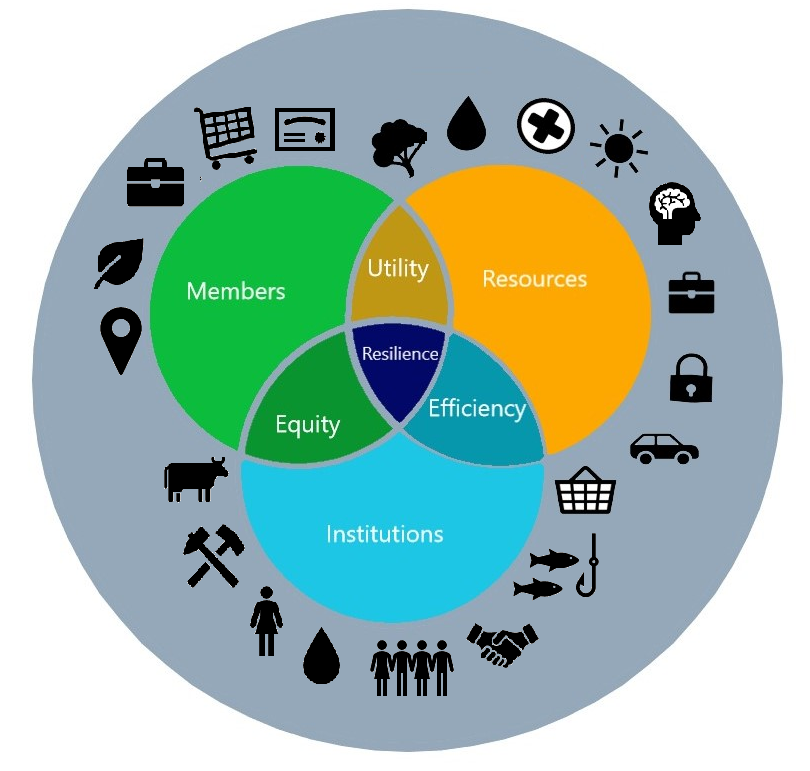 Utility
Resources
Members
Resilience
Efficiency
Equity
Institutions